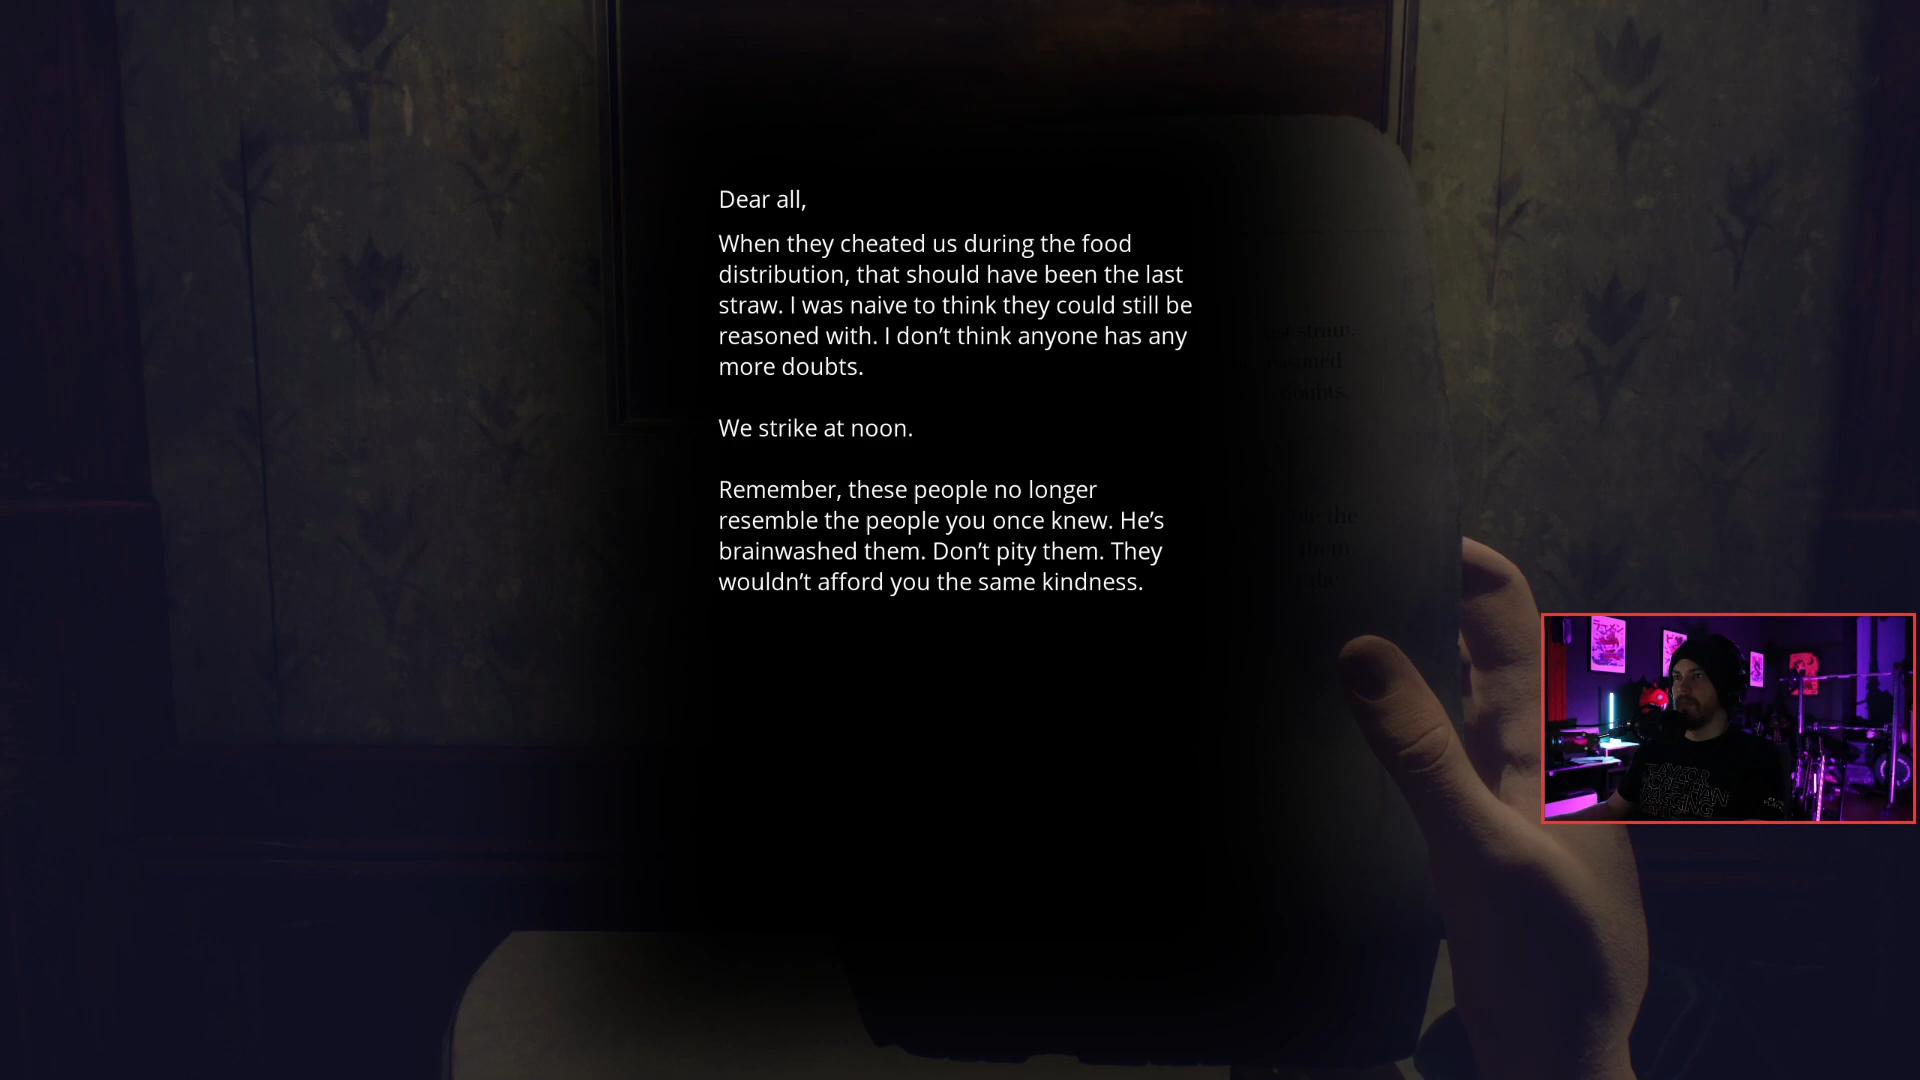 Dear all,
When they cheated us during the food
distribution, that should have been the last
straw. I was naive to think they could still be
reasoned with. I don’t think anyone has any
more doubts.
We strike at noon.
Remember, these people no longer
resemble the people you once knew. He’s
brainwashed them. Don’t pity them. They
wouldn’t afford you the same kindness.